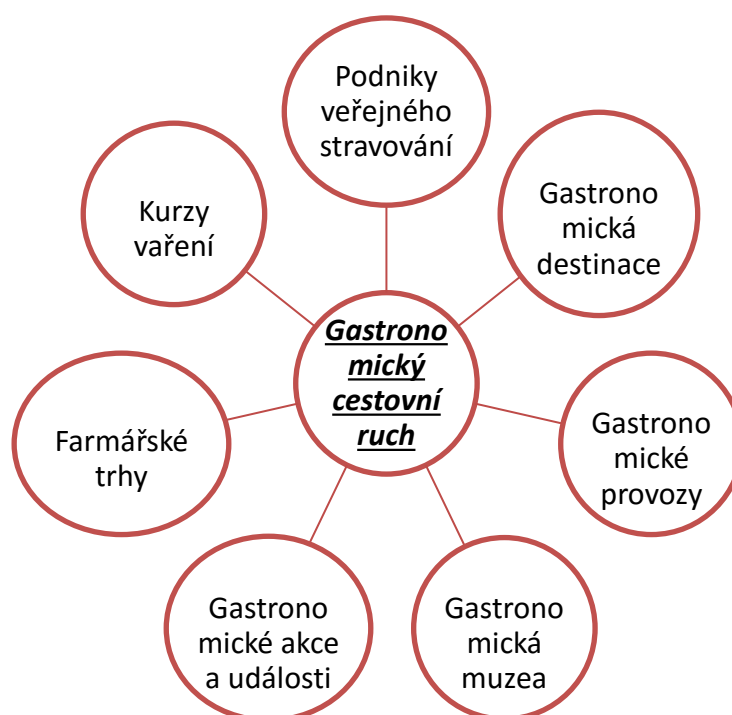 Podniky
veřejného
stravování
Gastrono
mická
destinace
Gastrono
mické
provozy
Gastrono
mická
muzea
Gastrono
mické akce
a události
Farmářské
trhy
Kurzy
vaření
Gastrono
mický
cestovní
ruch